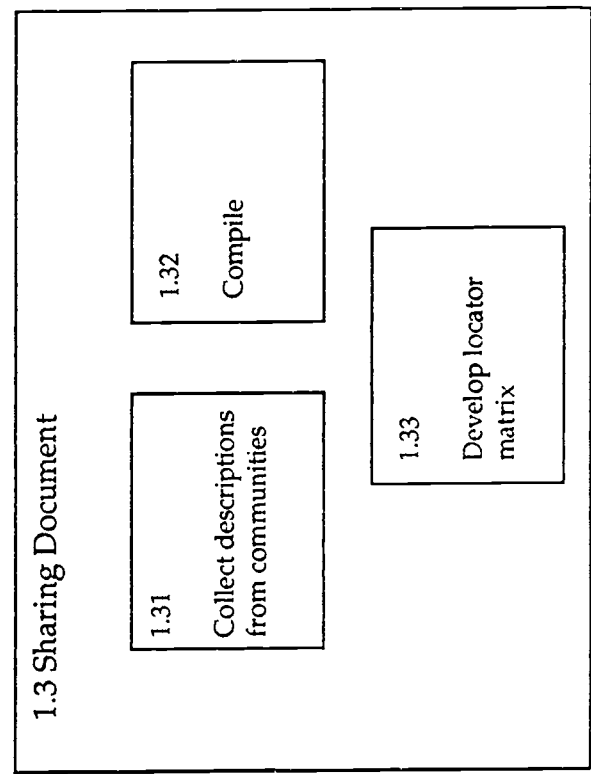 1.3 Sharing Document
1.31
Collect descriptions
from communities
1.32
Compile
1.33
Develop locator
matrix